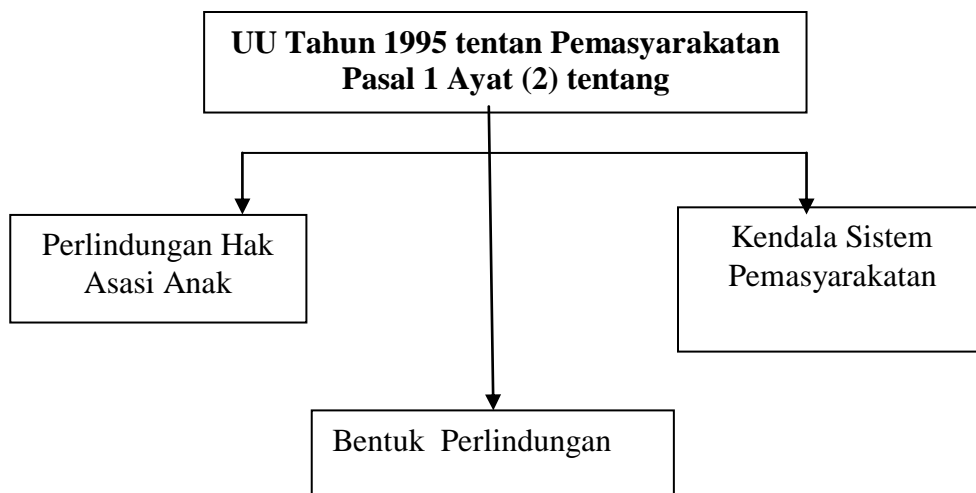 UU Tahun 1995 tentan Pemasyarakatan
Pasal 1 Ayat (2) tentang
Perlindungan Hak
Asasi Anak
Kendala Sistem
Pemasyarakatan
Bentuk Perlindungan